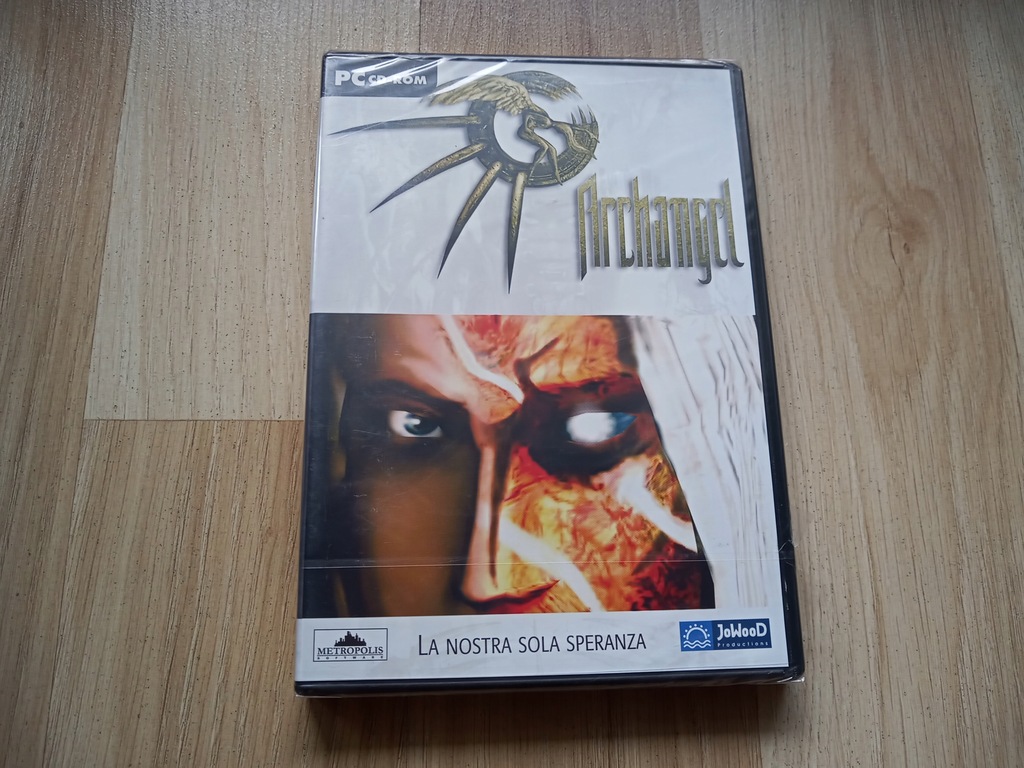 PC CD-ROM
Archangel
METROPOLIS
SOFTWARE
LA NOSTRA SOLA SPERANZA
JoWooD
Productions